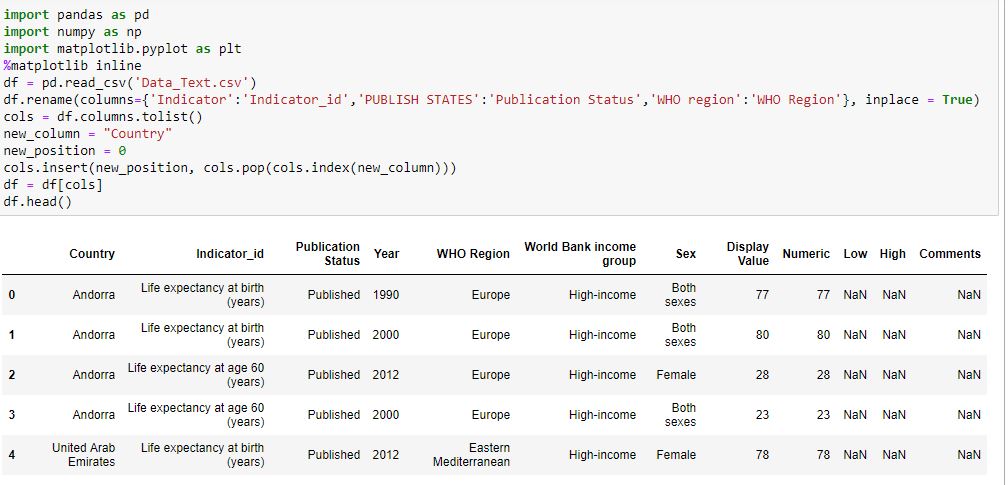 import pandas as pd
import numpy as np
import matplotlib.pyplot as plt
%matplotlib inline
df = pd.read_csv('Data_Text.csv')
df.rename(columns={'Indicator':'Indicator_id','PUBLISH STATES':'Publication Status','WHO region':'WHO Region'}, inplace = True)
cols = df.columns.tolist()
new_column = "Country"
new_position = 0
cols.insert(new_position, cols.pop(cols.index(new_column)))
df = df[cols]
df.head()
Country Indicator_id Publication Status Year WHO Region World Bank income group Sex Display Value Numeric Low High Comments
0 Andorra Life expectancy at birth (years) Published 1990 Europe High-income Both sexes 77 77 NaN NaN NaN
1 Andorra Life expectancy at birth (years) Published 2000 Europe High-income Both sexes 80 80 NaN NaN NaN
2 Andorra Life expectancy at age 60 (years) Published 2012 Europe High-income Female 28 28 NaN NaN NaN
3 Andorra Life expectancy at age 60 (years) Published 2000 Europe High-income Both sexes 23 23 NaN NaN NaN
4 United Arab Emirates Life expectancy at birth (years) Published 2012 Eastern Mediterranean High-income Female 78 78 NaN NaN NaN